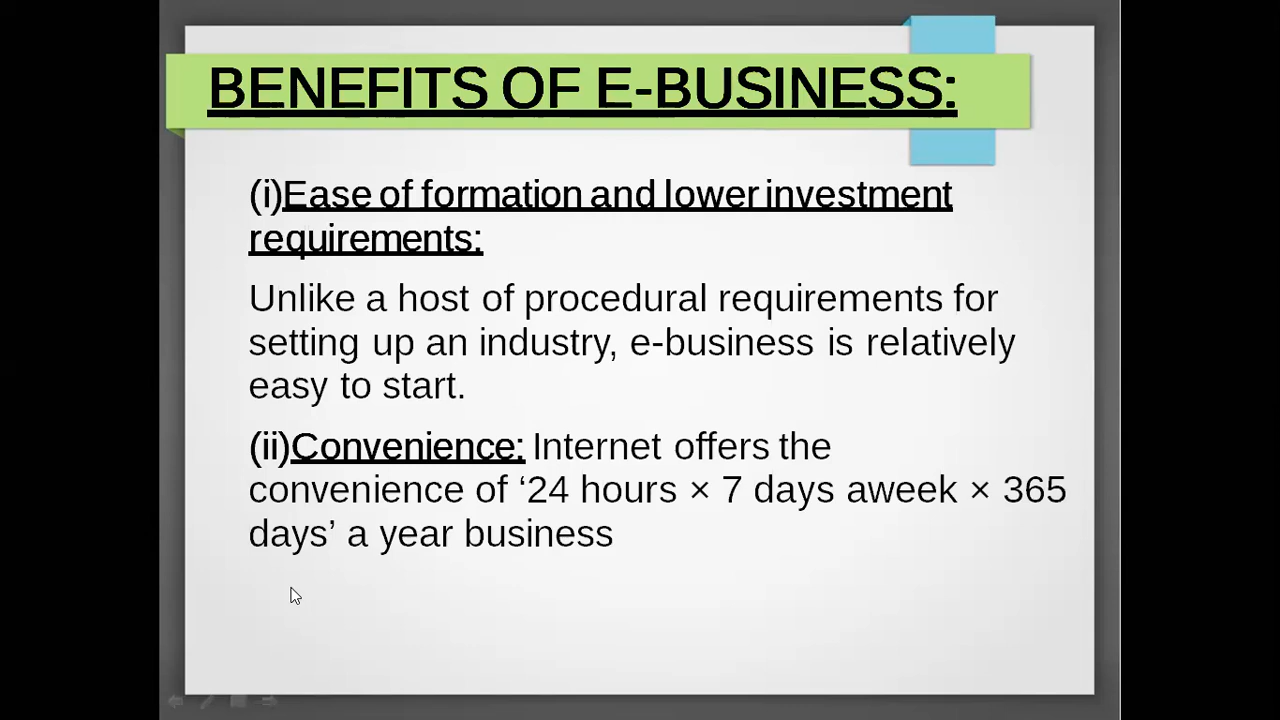 BENEFITS OF E-BUSINESS:
(i)Ease of formation and lower investment
requirements:
Unlike a host of procedural requirements for
setting up an industry, e-business is relatively
easy to start.
(ii)Convenience: Internet offers the
convenience of ‘24 hours × 7 days aweek × 365
days’ a year business